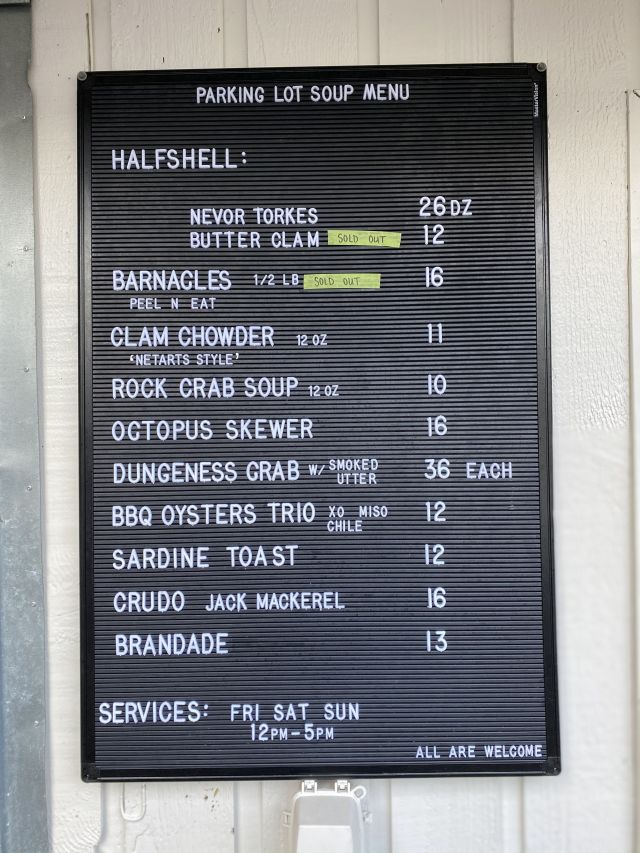 PARKING LOT SOUP MENU
HALFSHELL:
NEVOR TORKES 26 DZ
BUTTER CLAM SOLD OUT 12
BARNACLES 1/2 LB SOLD OUT 16
PEEL N EAT
CLAM CHOWDER 12 OZ 11
'NETARTS STYLE'
ROCK CRAB SOUP 12 OZ 10
OCTOPUS SKEWER 16
DUNGENESS CRAB W/ SMOKED UTTER 36 EACH
BBQ OYSTERS TRIO XO MISO CHILE 12
SARDINE TOAST 12
CRUDO JACK MACKEREL 16
BRANDADE 13
SERVICES: FRI SAT SUN
12PM-5PM
ALL ARE WELCOME